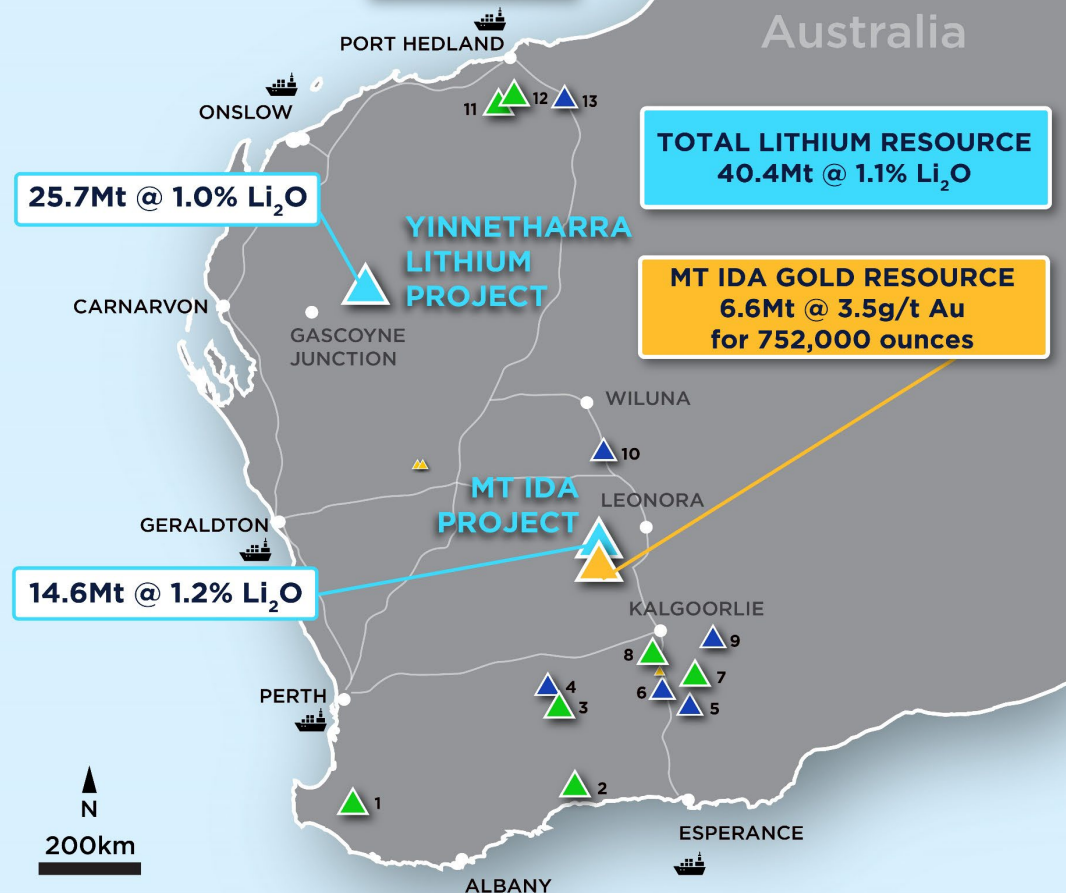 Australia
PORT HEDLAND
ONSLOW
11
12
13
TOTAL LITHIUM RESOURCE
40.4Mt @ 1.1% Li₂O
25.7Mt @ 1.0% Li₂O
YINNETHARRA
LITHIUM
PROJECT
MT IDA GOLD RESOURCE
6.6Mt @ 3.5g/t Au
for 752,000 ounces
CARNARVON
GASCOYNE
JUNCTION
WILUNA
10
MT IDA
PROJECT
LEONORA
GERALDTON
14.6Mt @ 1.2% Li₂O
KALGOORLIE
9
8
7
6
5
4
3
PERTH
2
1
N
200km
ESPERANCE
ALBANY